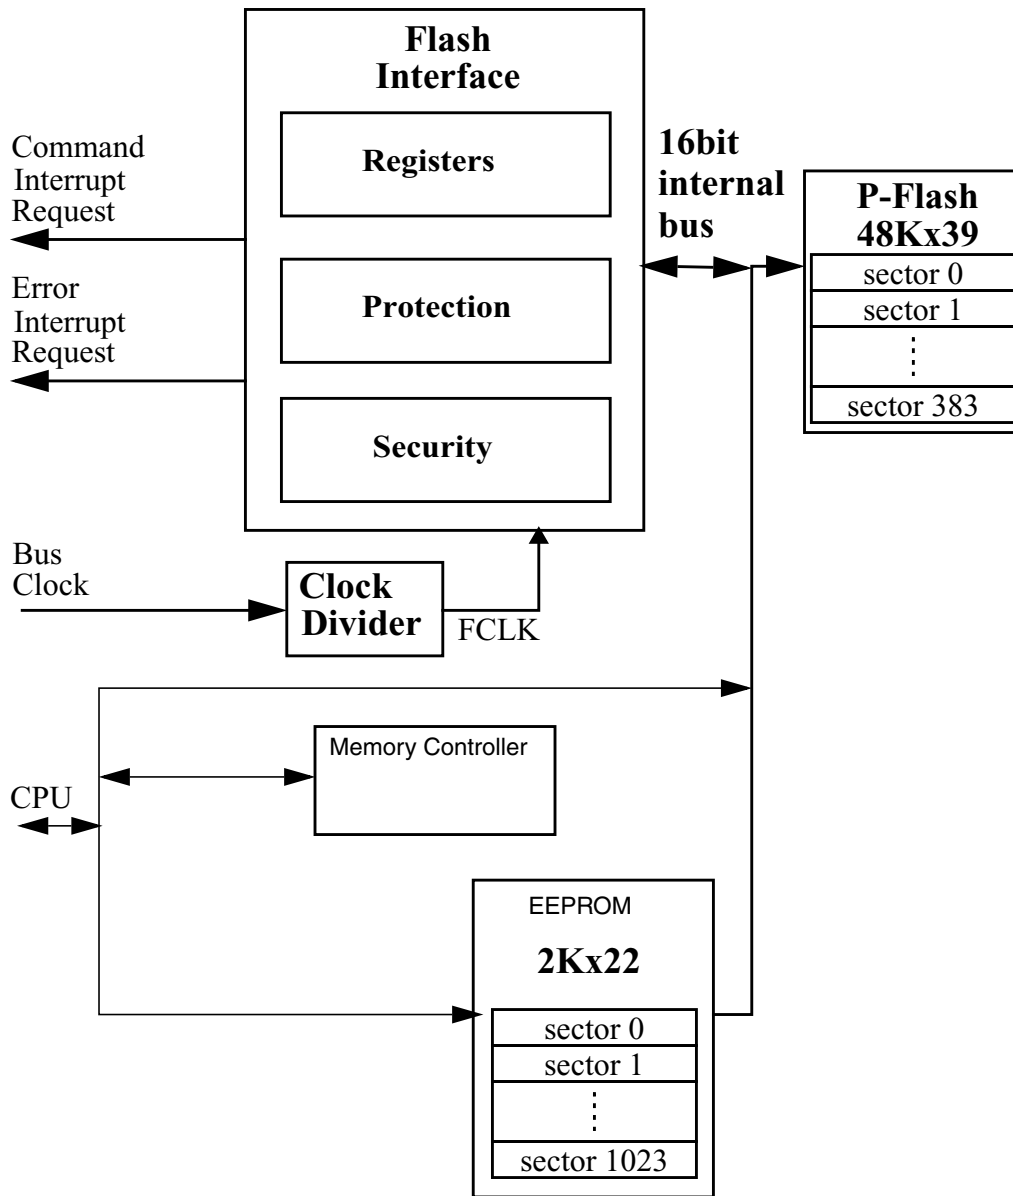 Flash
Interface
Registers
Protection
Security
Command
Interrupt
Request
Error
Interrupt
Request
16bit
internal
bus
P-Flash
48Kx39
sector 0
sector 1
sector 383
Bus
Clock
Clock
Divider
FCLK
Memory Controller
CPU
EEPROM
2Kx22
sector 0
sector 1
sector 1023